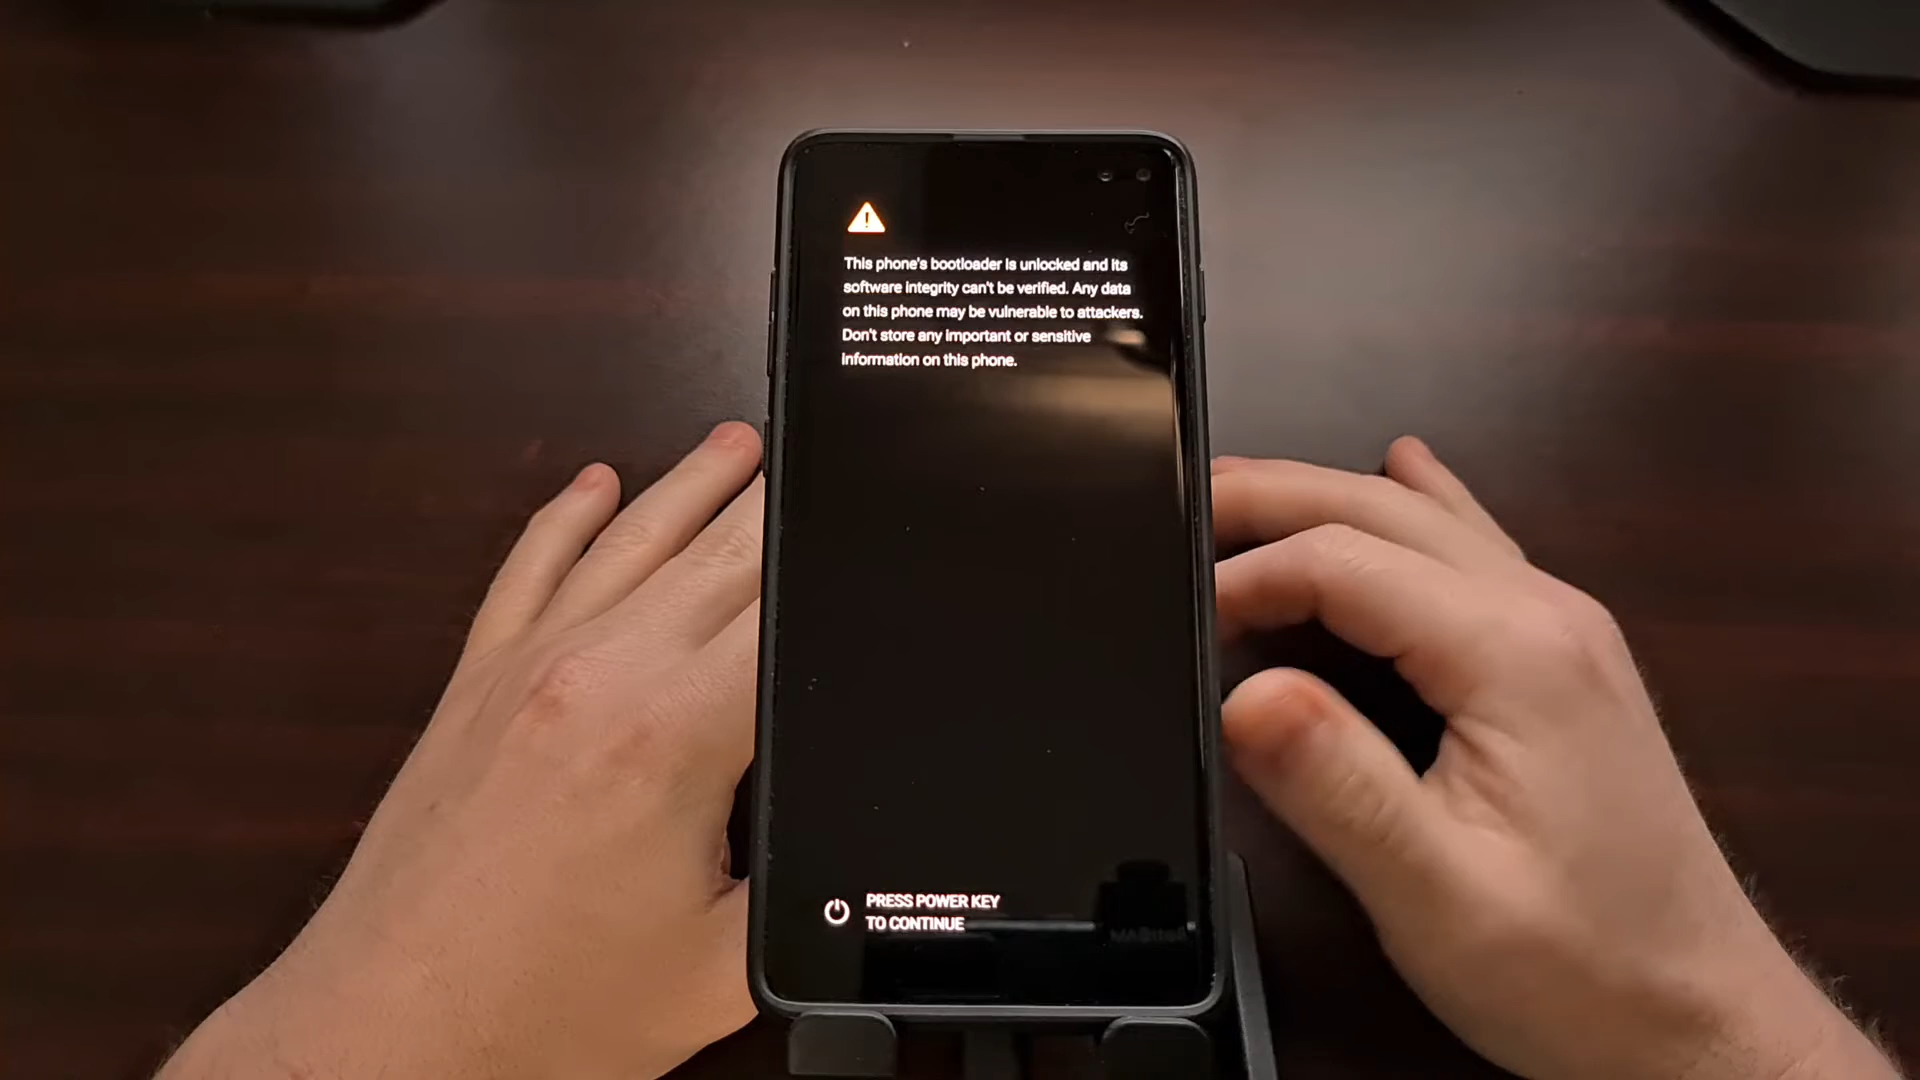 This phone's bootloader is unlocked and its
software integrity can't be verified. Any data
on this phone may be vulnerable to attackers.
Don't store any important or sensitive
information on this phone.
PRESS POWER KEY
TO CONTINUE